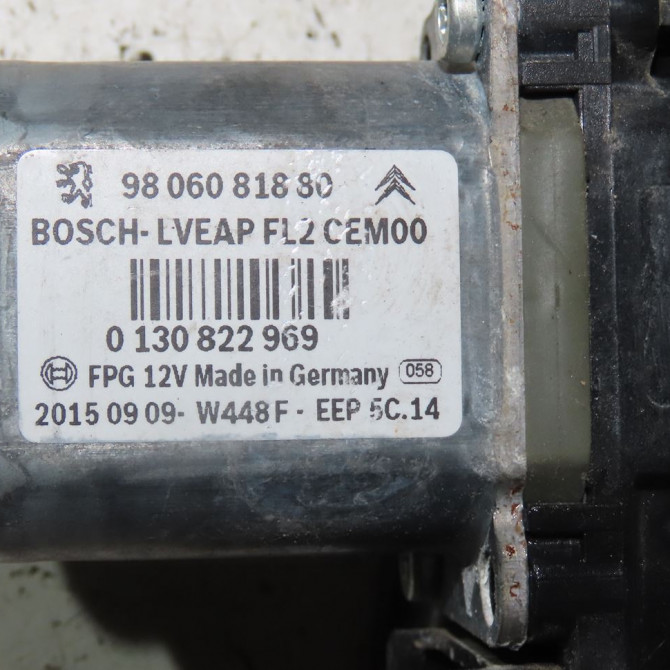 98 060 818 80
BOSCH- LVEAP FL2 CEM00
0 130 822 969
FPG 12V Made in Germany 058
2015 09 09- W448F - EEP 5C.14